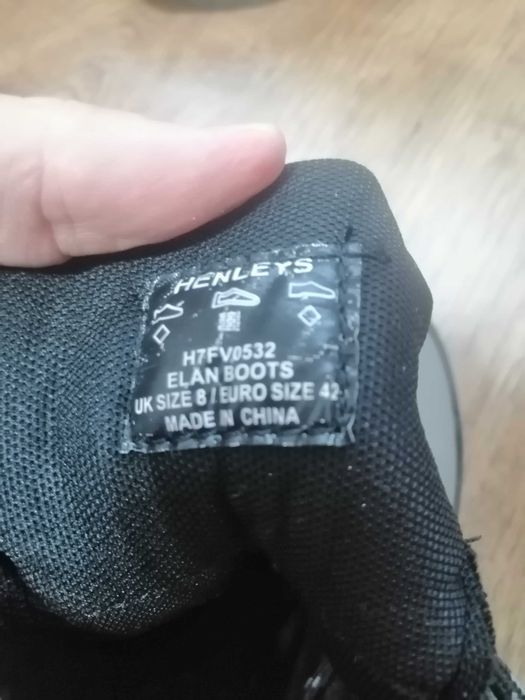 HENLEYS
H7FV0532
ELAN BOOTS
UK SIZE 8 / EURO SIZE 42
MADE IN CHINA